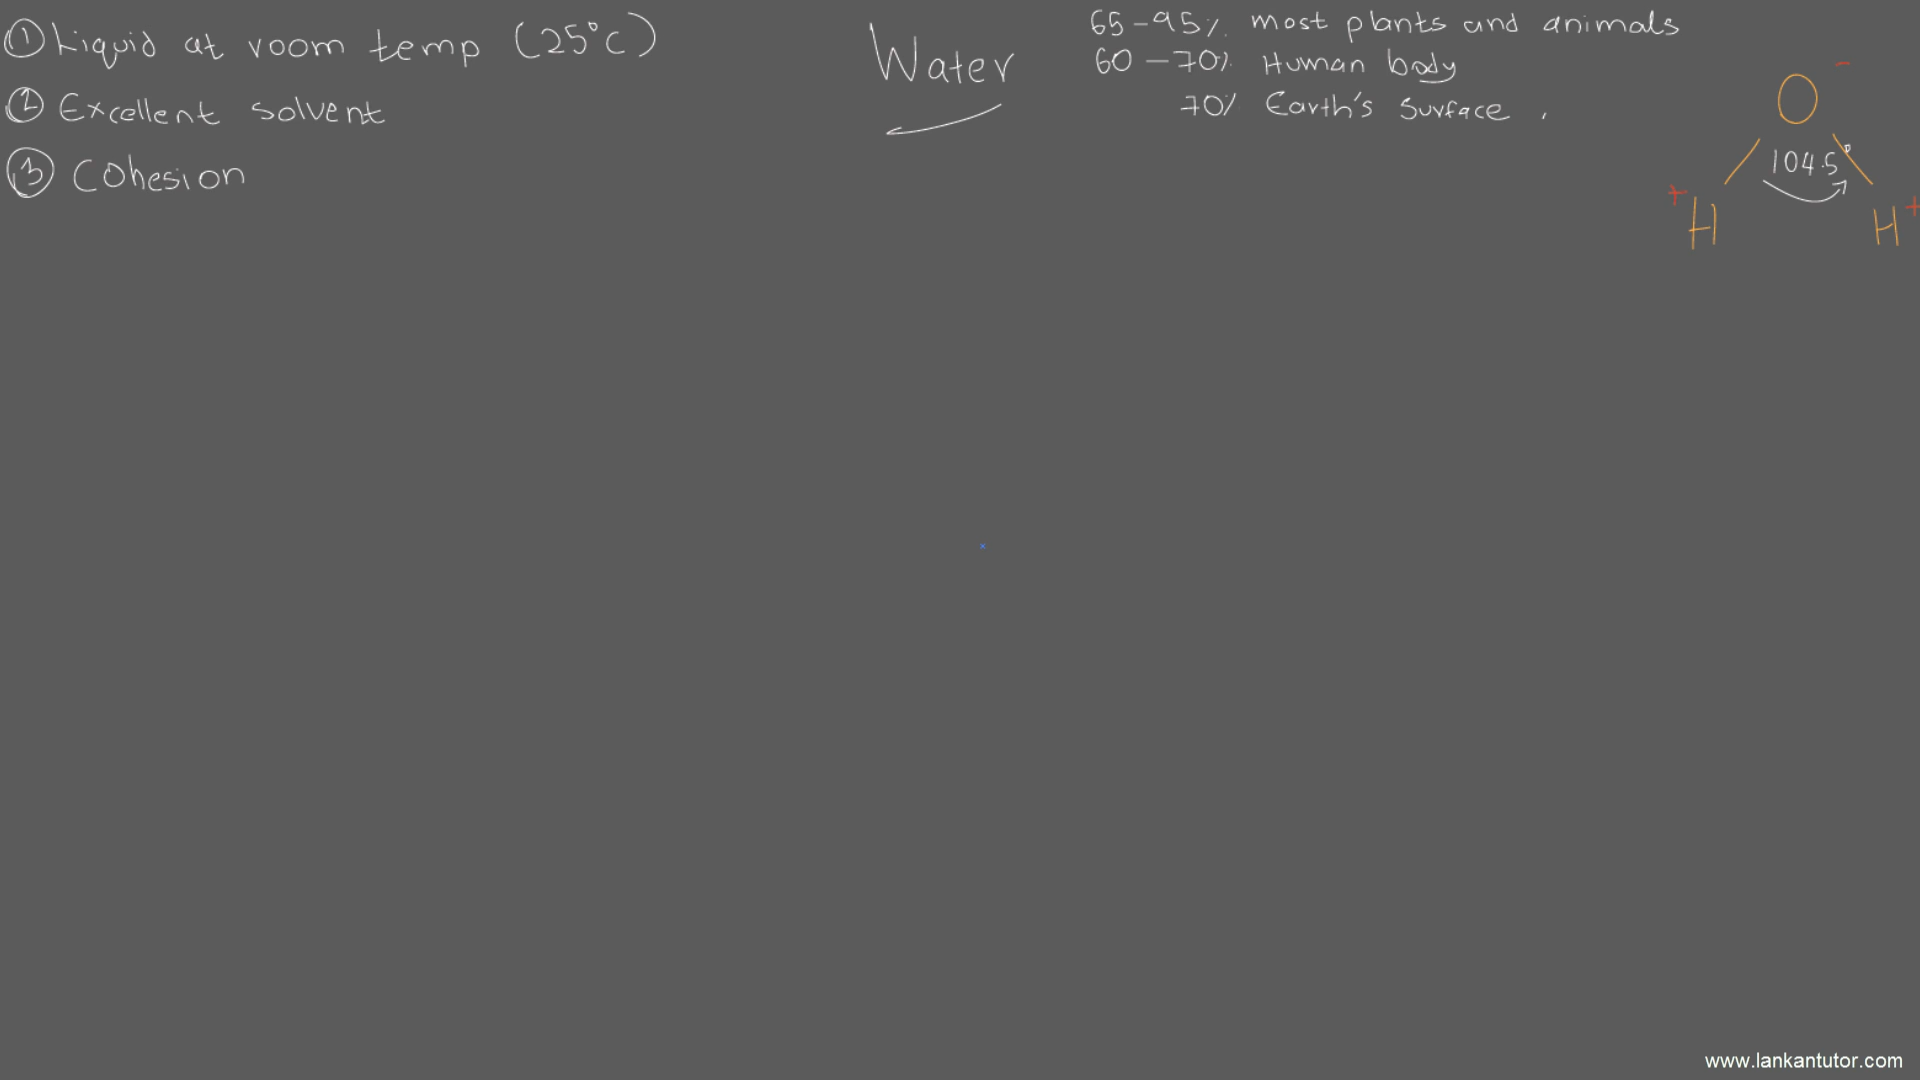 ① Liquid at room temp (25°C)
② Excellent solvent
③ Cohesion
Water
65-95% most plants and animals
60-70% Human body
70% Earth's Surface.
O -
104.5°
+ H
H +
www.lankantutor.com